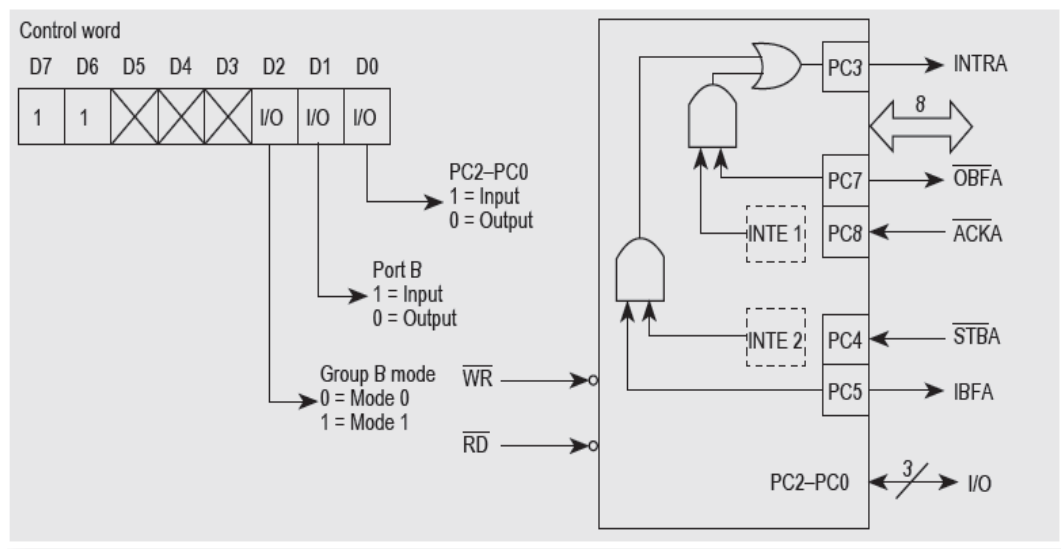 Control word
D7 D6 D5 D4 D3 D2 D1 D0
1 1 I/O I/O I/O
PC2–PC0
1 = Input
0 = Output
Port B
1 = Input
0 = Output
Group B mode
0 = Mode 0
1 = Mode 1
WR
RD
PC3 INTRA
8
PC7 OBFA
INTE 1 PC8 ACKA
INTE 2 PC4 STBA
PC5 IBFA
PC2–PC0 3 I/O